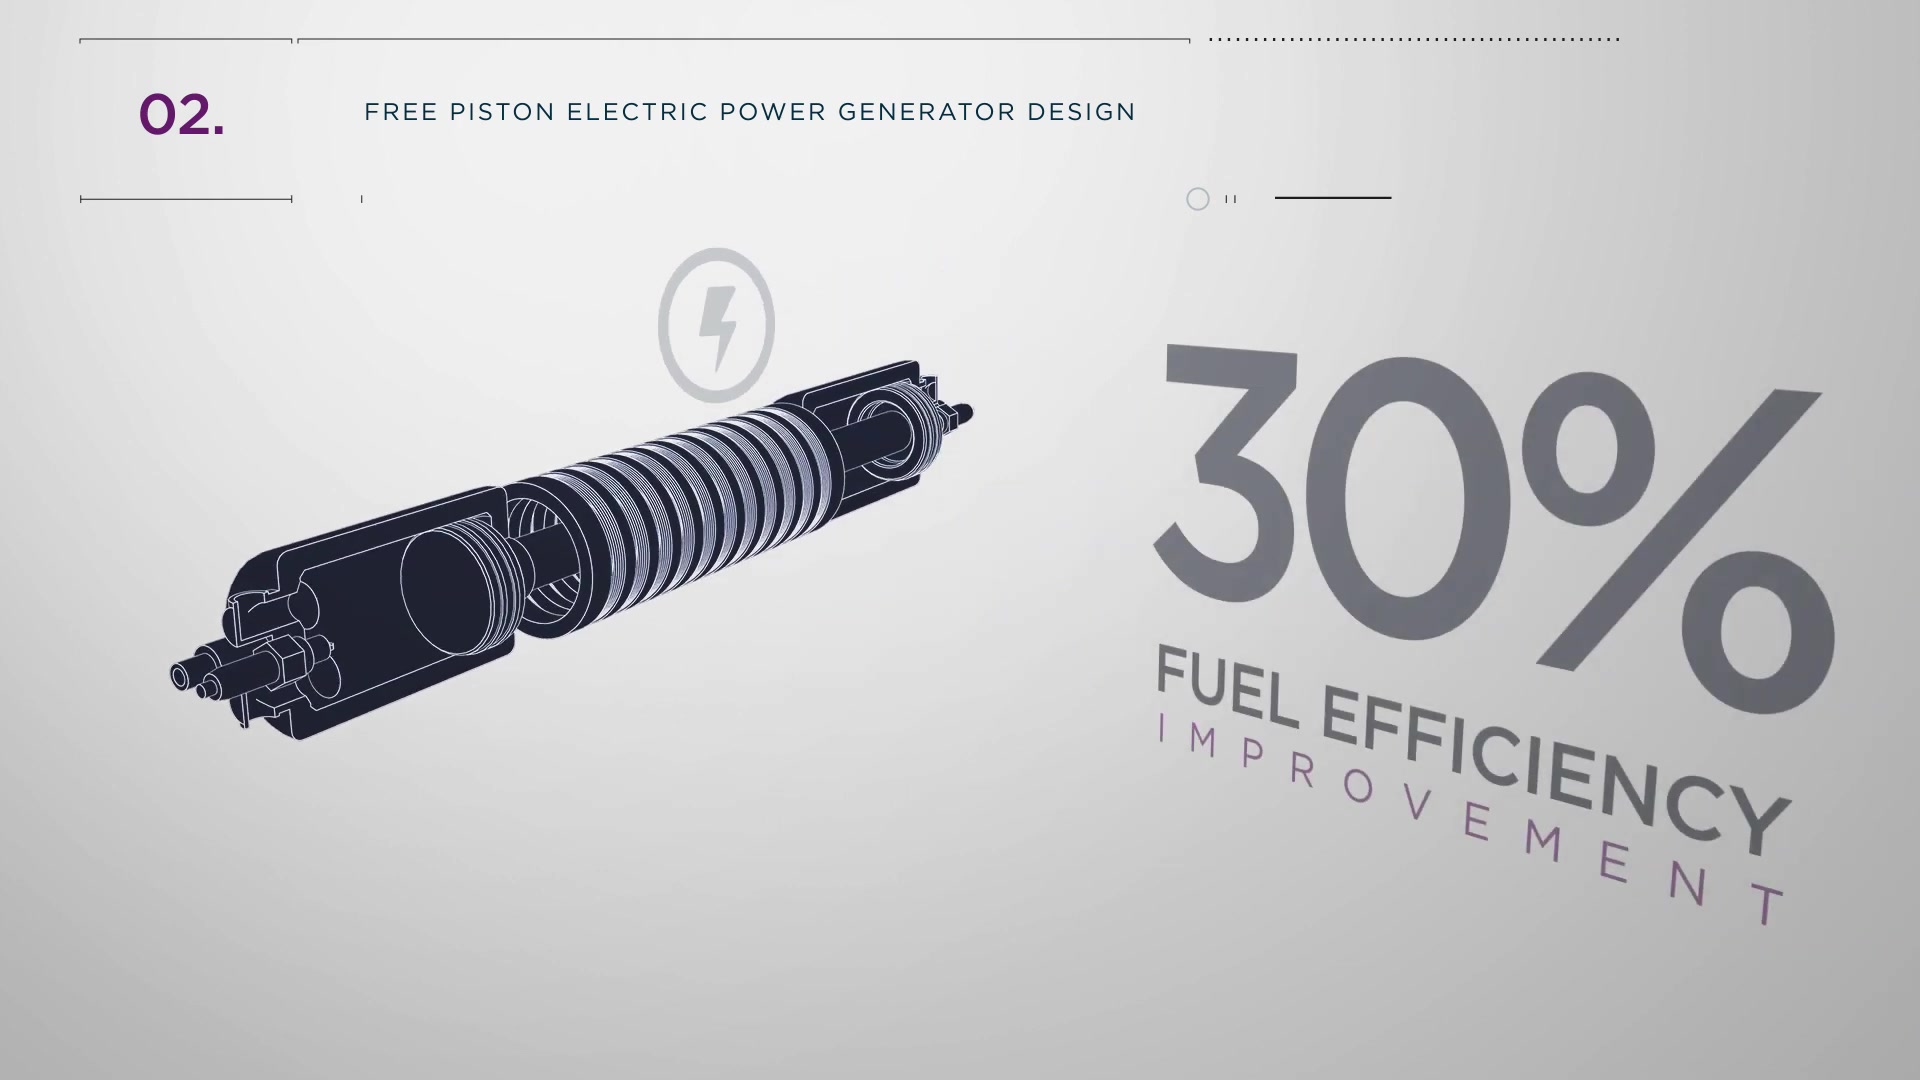 02.
FREE PISTON ELECTRIC POWER GENERATOR DESIGN
30%
FUEL EFFICIENCY
IMPROVEMENT